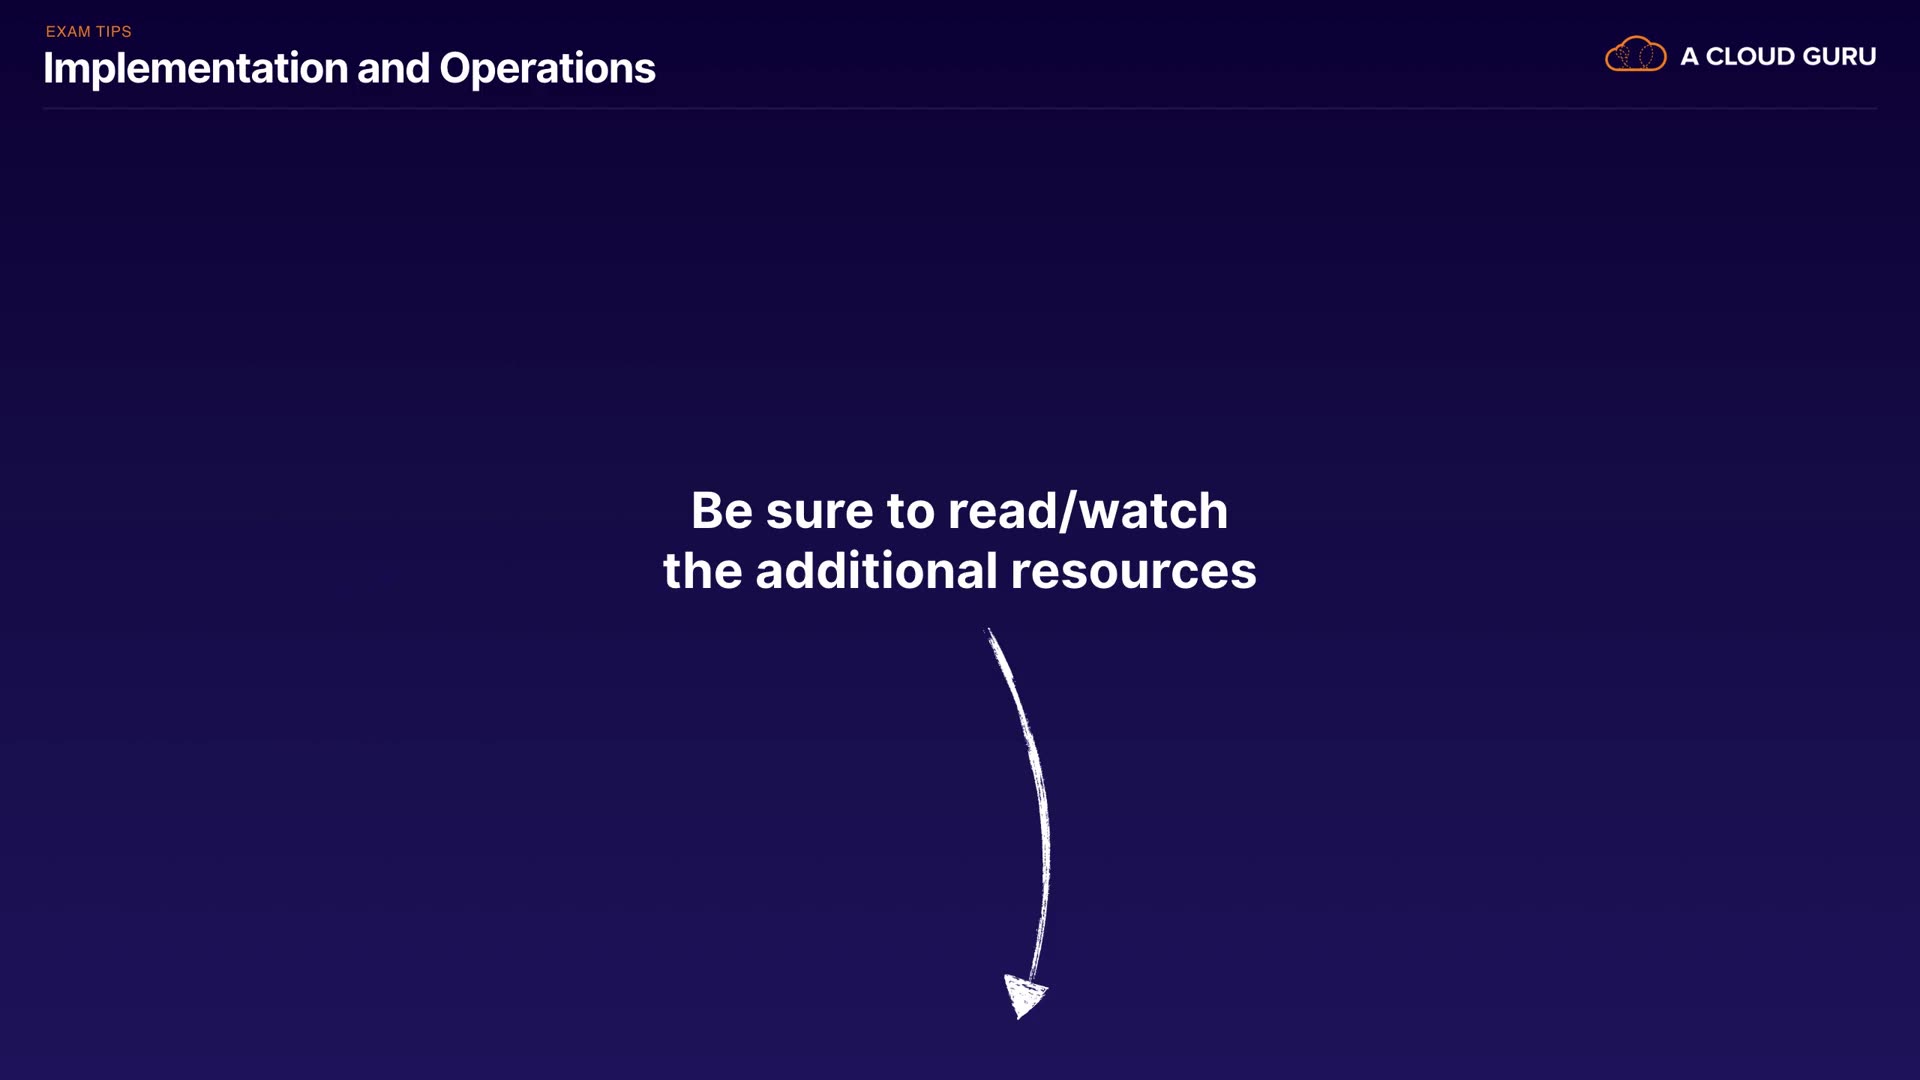 EXAM TIPS
Implementation and Operations
A CLOUD GURU
Be sure to read/watch
the additional resources